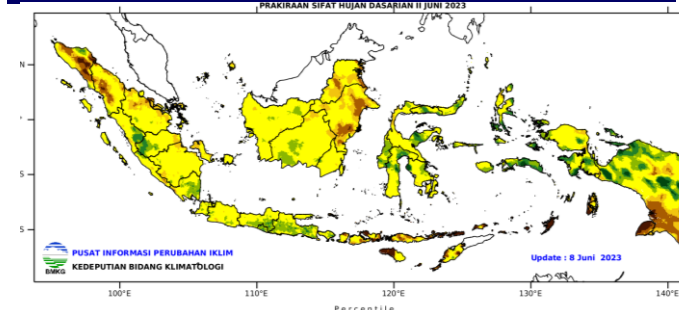 PRAKIRAAN SIFAT HUJAN DASARIAN II JUNI 2023
N
°
S
S
PUSAT INFORMASI PERUBAHAN IKLIM
KEDEPUTIAN BIDANG KLIMATOLOGI
BMKG
Update : 8 Juni 2023
100°E 110°E 120°E 130°E 140°E
Percentile